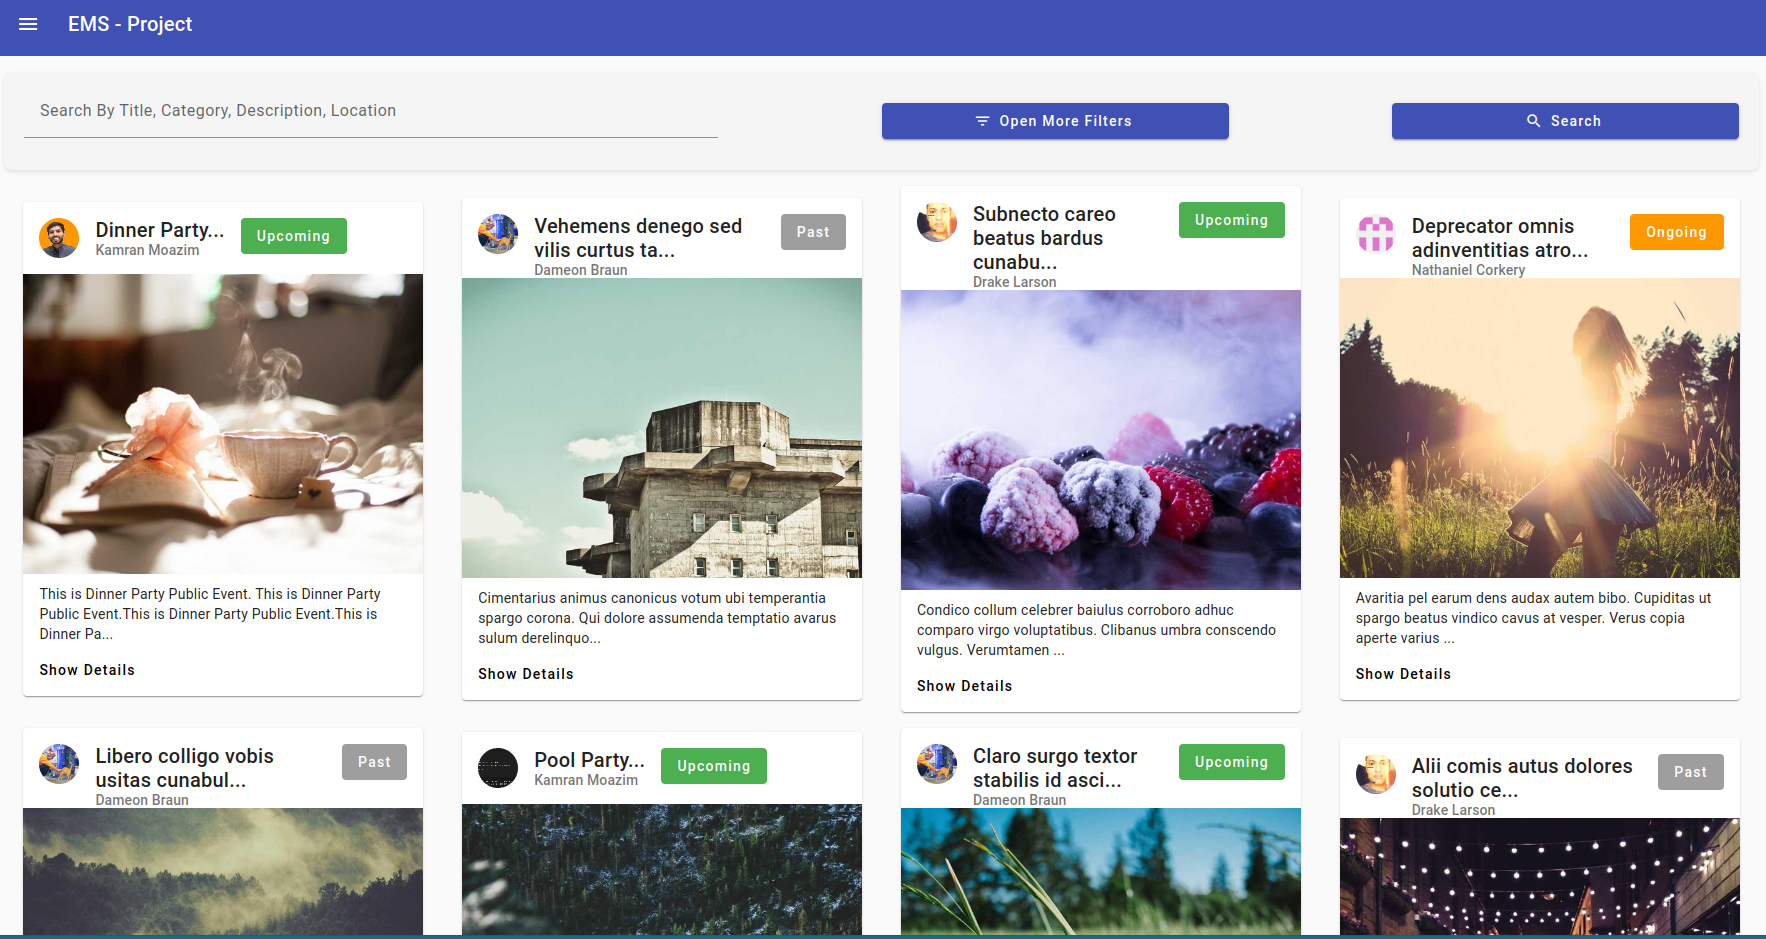 EMS - Project
Search By Title, Category, Description, Location
Open More Filters
Search
Dinner Party...
Kamran Moazim
Upcoming
This is Dinner Party Public Event. This is Dinner Party
Public Event.This is Dinner Party Public Event.This is
Dinner Pa...
Show Details
Vehemens denego sed
vilis curtus ta...
Dameon Braun
Past
Cimentarius animus canonicus votum ubi temperantia
spargo corona. Qui dolore assumenda temptatio avarus
sulum derelinquo...
Show Details
Subnecto careo
beatus bardus
cunabu...
Drake Larson
Upcoming
Condico collum celebrer baiulus corroboro adhuc
comparo virgo voluptatibus. Clibanus umbra conscendo
vulgus. Verumtamen ...
Show Details
Deprecator omnis
adinventitias atro...
Nathaniel Corkery
Ongoing
Avaritia pel earum dens audax autem bibo. Cupiditas ut
spargo beatus vindico cavus at vesper. Verus copia
aperte varius ...
Show Details
Libero colligo vobis
usitas cunabul...
Dameon Braun
Past
Pool Party...
Kamran Moazim
Upcoming
Claro surgo textor
stabilis id asci...
Dameon Braun
Upcoming
Alii comis autus dolores
solutio ce...
Drake Larson
Past